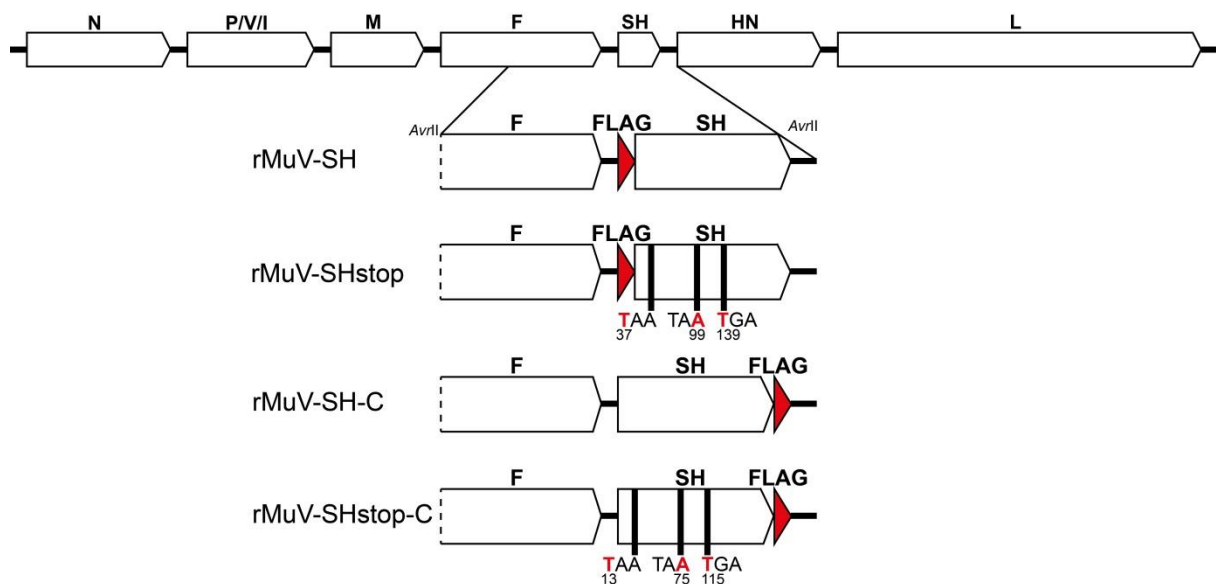 N P/V/I M F SH HN L
AvrII F FLAG SH AvrII
rMuV-SH
F FLAG SH
rMuV-SHstop
TAA TAA TGA
37 99 139
F SH FLAG
rMuV-SH-C
F SH FLAG
rMuV-SHstop-C
TAA TAA TGA
13 75 115